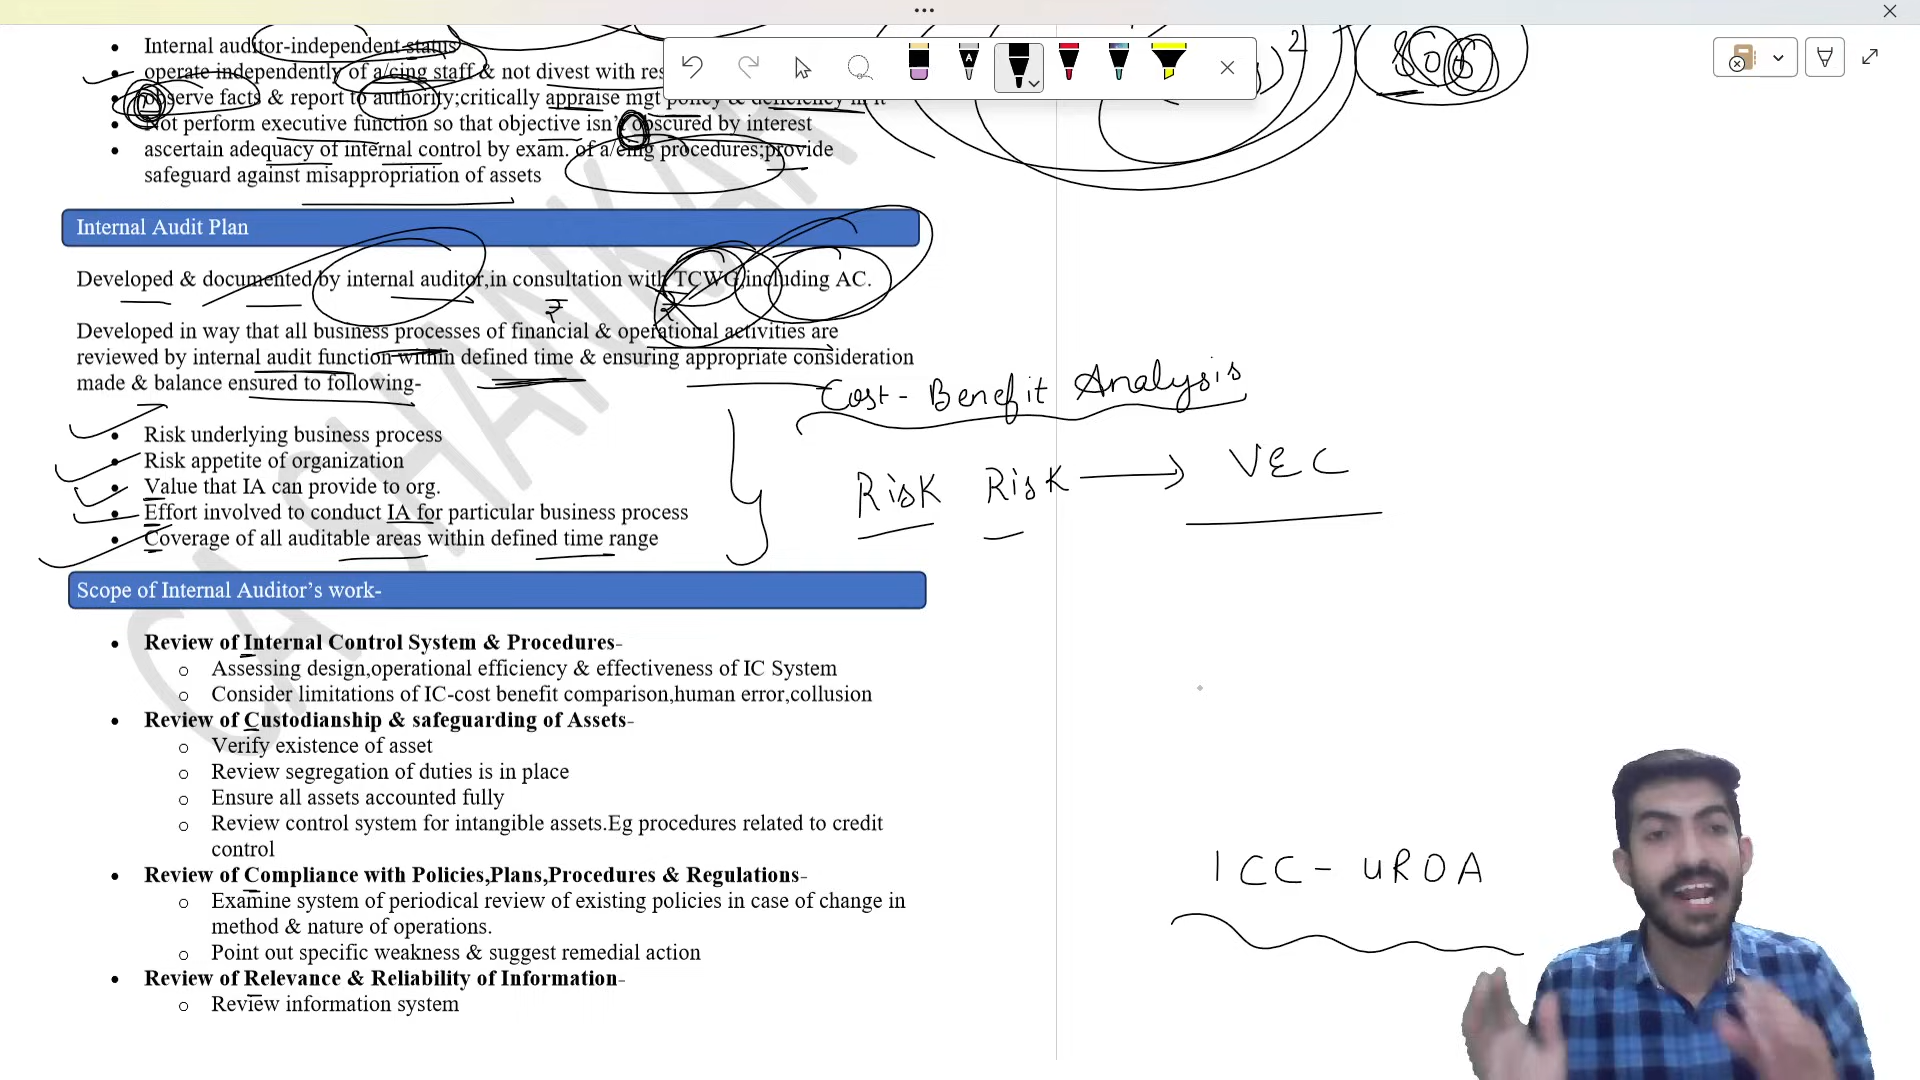 Internal auditor-independent status
operate independently of a/cing staff & not divest with res
observe facts & report to authority;critically appraise mgt policy & deficiency in it
Not perform executive function so that objective isn't obscured by interest
ascertain adequacy of internal control by exam. of a/cing procedures;provide
safeguard against misappropriation of assets
Internal Audit Plan
Developed & documented by internal auditor,in consultation with TCWG,including AC.
Developed in way that all business processes of financial & operational activities are
reviewed by internal audit function within defined time & ensuring appropriate consideration
made & balance ensured to following-
Risk underlying business process
Risk appetite of organization
Value that IA can provide to org.
Effort involved to conduct IA for particular business process
Coverage of all auditable areas within defined time range
Cost - Benefit Analysis
Risk Risk → VEC
Scope of Internal Auditor's work-
Review of Internal Control System & Procedures-
Assessing design,operational efficiency & effectiveness of IC System
Consider limitations of IC-cost benefit comparison,human error,collusion
Review of Custodianship & safeguarding of Assets-
Verify existence of asset
Review segregation of duties is in place
Ensure all assets accounted fully
Review control system for intangible assets.Eg procedures related to credit
control
Review of Compliance with Policies,Plans,Procedures & Regulations-
Examine system of periodical review of existing policies in case of change in
method & nature of operations.
Point out specific weakness & suggest remedial action
Review of Relevance & Reliability of Information-
Review information system
ICC - UROA
CA SHANKAR